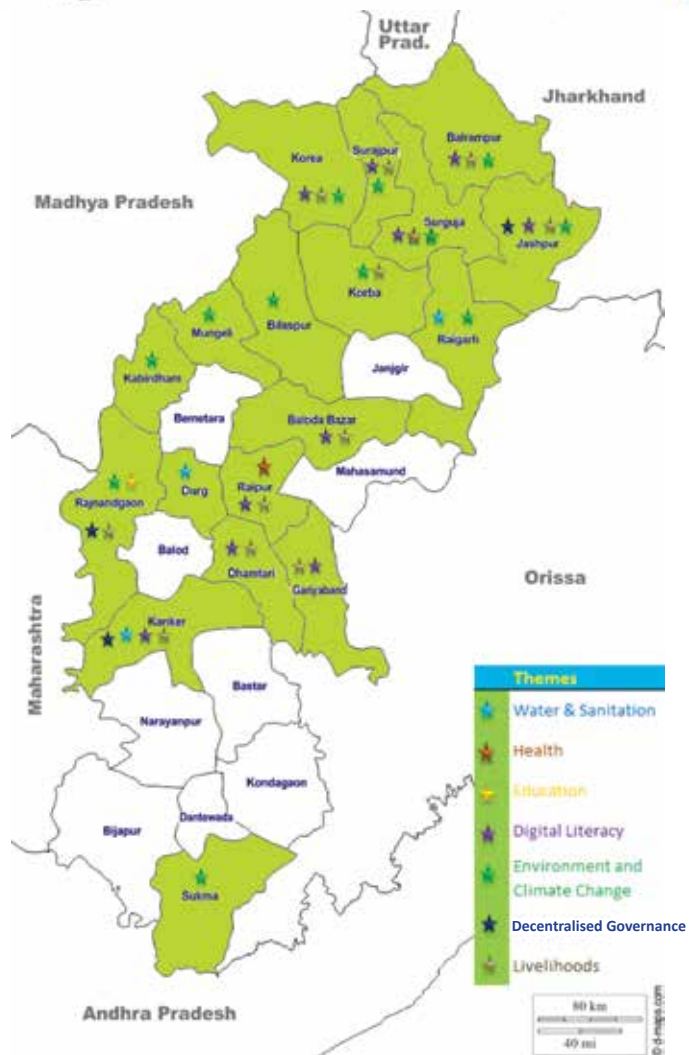 Uttar
Prad.
Jharkhand
Balrampur
Surajpur
Korea
Madhya Pradesh
Surguja
Jashpur
Korba
Bilaspur
Mungeli
Raigarh
Janjgir
Kabirdham
Bemetara
Baloda Bazar
Mahasamund
Raipur
Durg
Rajnandgaon
Balod
Dhamtari
Gariyaband
Orissa
Kanker
Maharashtra
Bastar
Narayanpur
Kondagaon
Dantewada
Bijapur
Sukma
Andhra Pradesh
Themes
Water & Sanitation
Health
Education
Digital Literacy
Environment and
Climate Change
Decentralised Governance
Livelihoods
80 km
40 mi
© d-maps.com